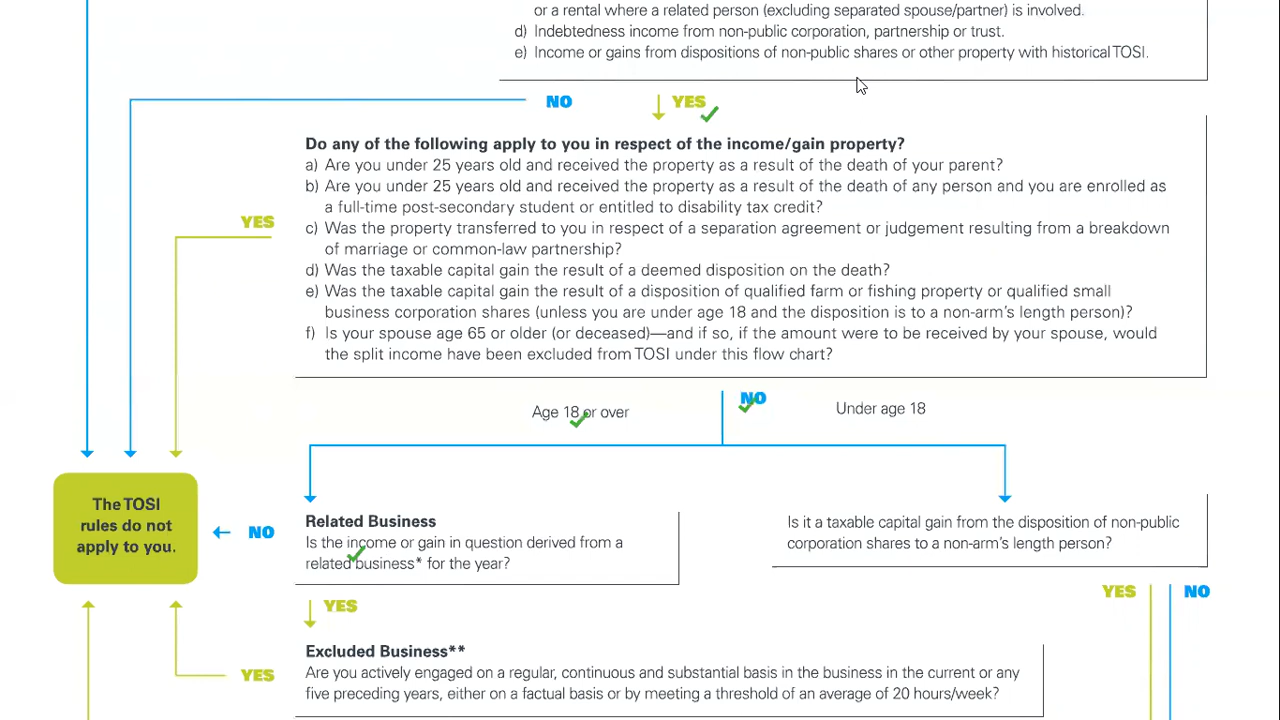 or a rental where a related person (excluding separated spouse/partner) is involved.
d) Indebtedness income from non-public corporation, partnership or trust.
e) Income or gains from dispositions of non-public shares or other property with historical TOSI.
NO
YES
Do any of the following apply to you in respect of the income/gain property?
a) Are you under 25 years old and received the property as a result of the death of your parent?
b) Are you under 25 years old and received the property as a result of the death of any person and you are enrolled as
a full-time post-secondary student or entitled to disability tax credit?
YES
c) Was the property transferred to you in respect of a separation agreement or judgement resulting from a breakdown
of marriage or common-law partnership?
d) Was the taxable capital gain the result of a deemed disposition on the death?
e) Was the taxable capital gain the result of a disposition of qualified farm or fishing property or qualified small
business corporation shares (unless you are under age 18 and the disposition is to a non-arm's length person)?
f) Is your spouse age 65 or older (or deceased)—and if so, if the amount were to be received by your spouse, would
the split income have been excluded from TOSI under this flow chart?
NO
Age 18 or over
Under age 18
The TOSI
rules do not
apply to you.
NO
Related Business
Is the income or gain in question derived from a
related business* for the year?
Is it a taxable capital gain from the disposition of non-public
corporation shares to a non-arm's length person?
YES
NO
YES
YES
Excluded Business**
Are you actively engaged on a regular, continuous and substantial basis in the business in the current or any
five preceding years, either on a factual basis or by meeting a threshold of an average of 20 hours/week?